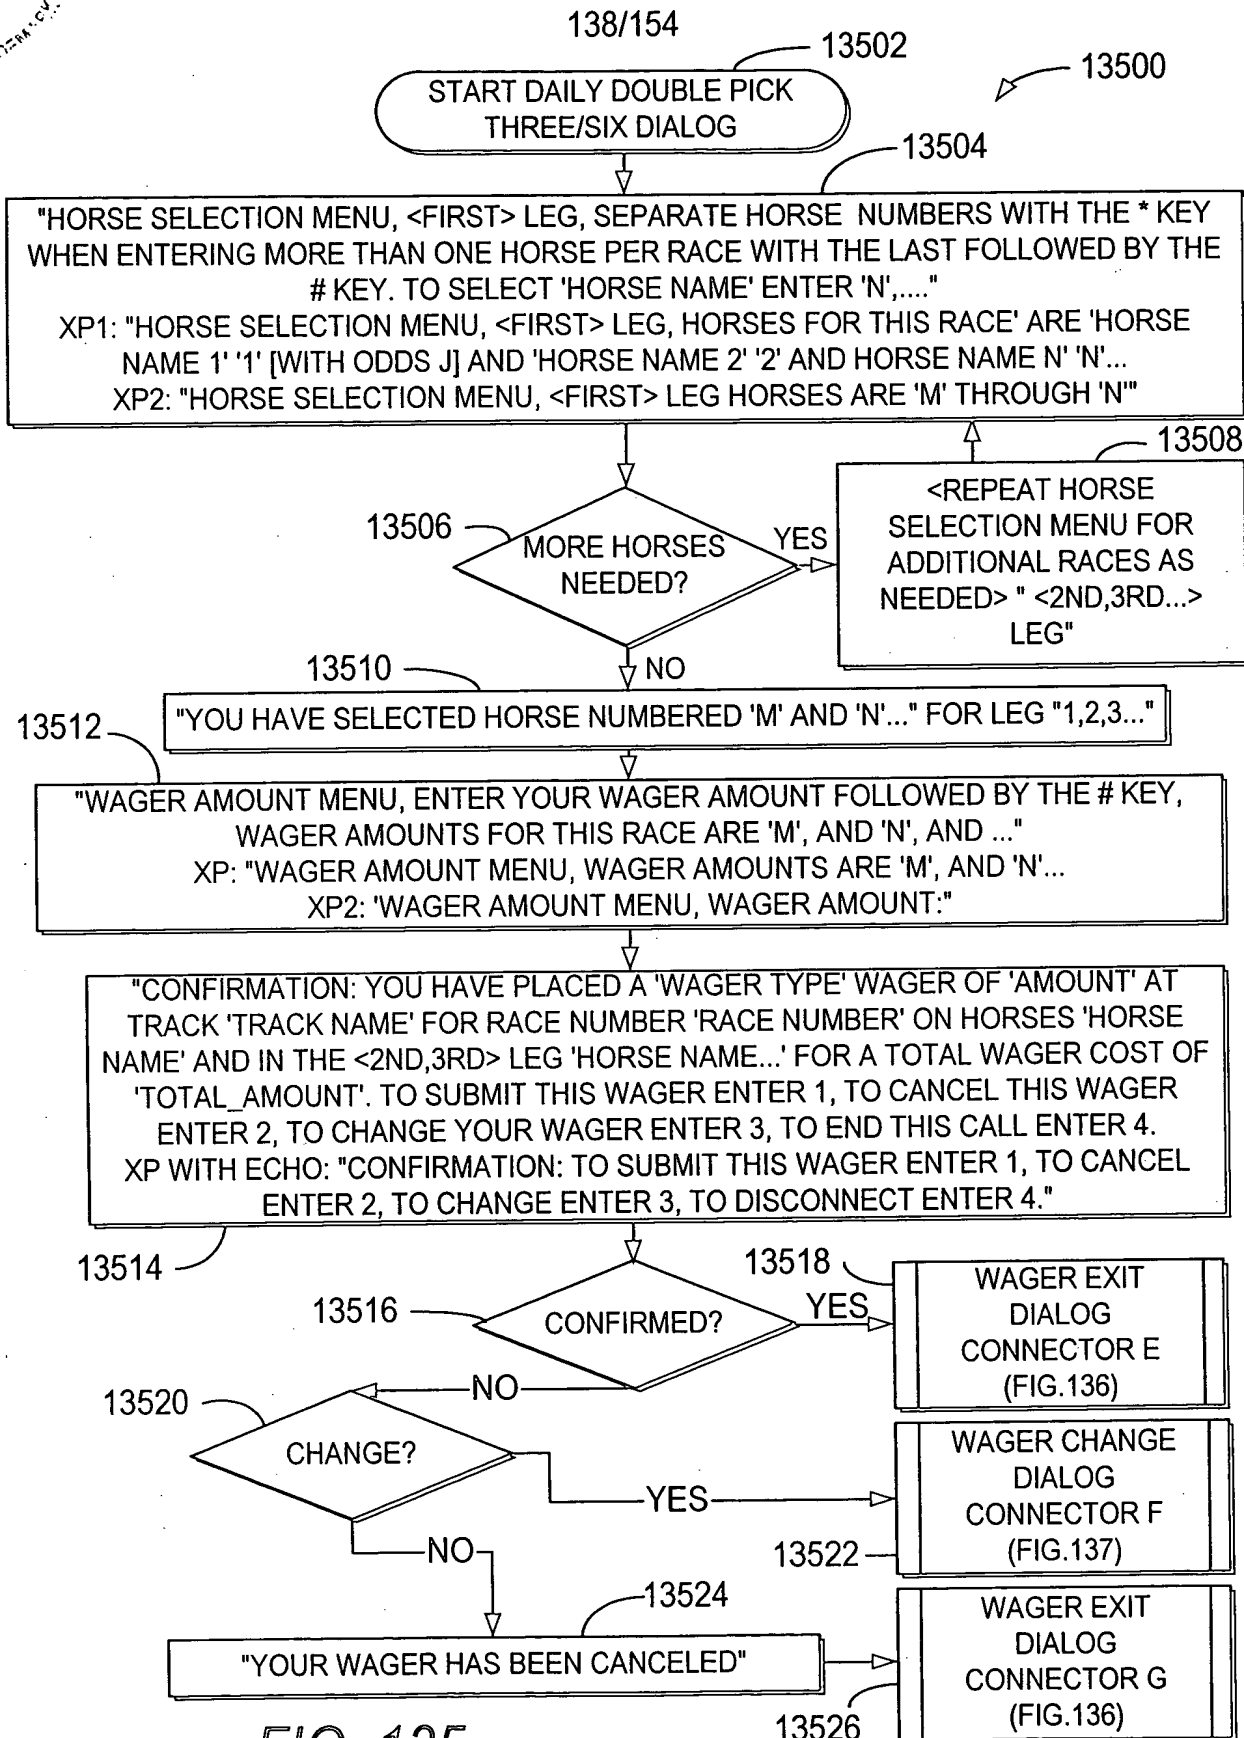 138/154
13502
13500
START DAILY DOUBLE PICK
THREE/SIX DIALOG
13504
"HORSE SELECTION MENU, <FIRST> LEG, SEPARATE HORSE NUMBERS WITH THE * KEY
WHEN ENTERING MORE THAN ONE HORSE PER RACE WITH THE LAST FOLLOWED BY THE
# KEY. TO SELECT 'HORSE NAME' ENTER 'N',...."
XP1: "HORSE SELECTION MENU, <FIRST> LEG, HORSES FOR THIS RACE' ARE 'HORSE
NAME 1' '1' [WITH ODDS J] AND 'HORSE NAME 2' '2' AND HORSE NAME N' 'N'...
XP2: "HORSE SELECTION MENU, <FIRST> LEG HORSES ARE 'M' THROUGH 'N'"
13508
<REPEAT HORSE
SELECTION MENU FOR
ADDITIONAL RACES AS
NEEDED> " <2ND,3RD...>
LEG"
13506
MORE HORSES
NEEDED?
YES
NO
13510
"YOU HAVE SELECTED HORSE NUMBERED 'M' AND 'N'..." FOR LEG "1,2,3..."
13512
"WAGER AMOUNT MENU, ENTER YOUR WAGER AMOUNT FOLLOWED BY THE # KEY,
WAGER AMOUNTS FOR THIS RACE ARE 'M', AND 'N', AND ..."
XP: "WAGER AMOUNT MENU, WAGER AMOUNTS ARE 'M', AND 'N'...
XP2: 'WAGER AMOUNT MENU, WAGER AMOUNT:"
"CONFIRMATION: YOU HAVE PLACED A 'WAGER TYPE' WAGER OF 'AMOUNT' AT
TRACK 'TRACK NAME' FOR RACE NUMBER 'RACE NUMBER' ON HORSES 'HORSE
NAME' AND IN THE <2ND,3RD> LEG 'HORSE NAME...' FOR A TOTAL WAGER COST OF
'TOTAL_AMOUNT'. TO SUBMIT THIS WAGER ENTER 1, TO CANCEL THIS WAGER
ENTER 2, TO CHANGE YOUR WAGER ENTER 3, TO END THIS CALL ENTER 4.
XP WITH ECHO: "CONFIRMATION: TO SUBMIT THIS WAGER ENTER 1, TO CANCEL
ENTER 2, TO CHANGE ENTER 3, TO DISCONNECT ENTER 4."
13514
13516
CONFIRMED?
YES
NO
13518
WAGER EXIT
DIALOG
CONNECTOR E
(FIG.136)
13520
CHANGE?
YES
NO
13522
WAGER CHANGE
DIALOG
CONNECTOR F
(FIG.137)
13524
"YOUR WAGER HAS BEEN CANCELED"
13526
WAGER EXIT
DIALOG
CONNECTOR G
(FIG.136)
FIG. 135